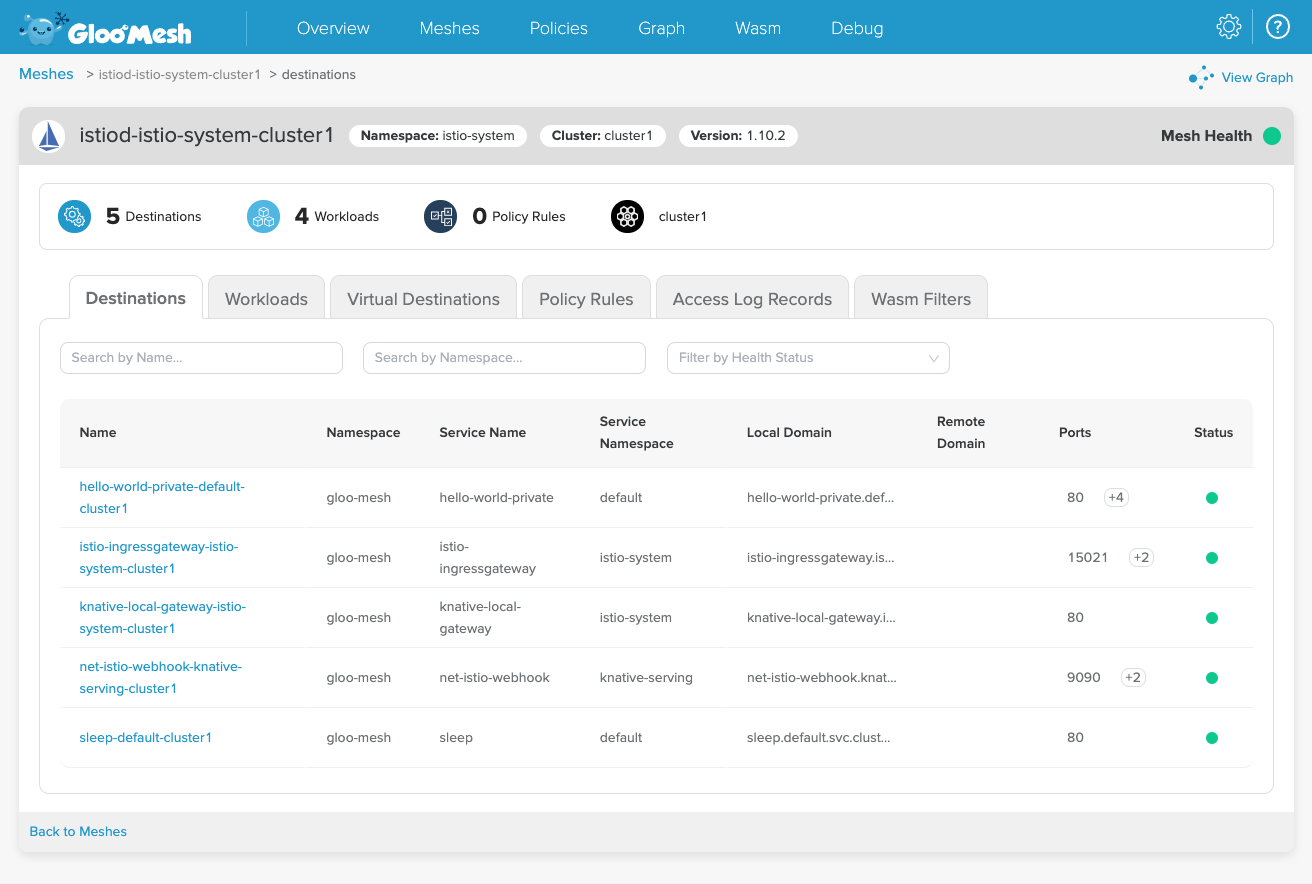 Gloo Mesh
Overview
Meshes
Policies
Graph
Wasm
Debug
?
Meshes > istiod-istio-system-cluster1 > destinations
View Graph
istiod-istio-system-cluster1
Namespace: istio-system
Cluster: cluster1
Version: 1.10.2
Mesh Health
5 Destinations
4 Workloads
0 Policy Rules
cluster1
Destinations
Workloads
Virtual Destinations
Policy Rules
Access Log Records
Wasm Filters
Search by Name...
Search by Namespace...
Filter by Health Status
Name
Namespace
Service Name
Service
Namespace
Local Domain
Remote
Domain
Ports
Status
hello-world-private-default-
cluster1
gloo-mesh
hello-world-private
default
hello-world-private.def...
80
+4
istio-ingressgateway-istio-
system-cluster1
gloo-mesh
istio-
ingressgateway
istio-system
istio-ingressgateway.is...
15021
+2
knative-local-gateway-istio-
system-cluster1
gloo-mesh
knative-local-
gateway
istio-system
knative-local-gateway.i...
80
net-istio-webhook-knative-
serving-cluster1
gloo-mesh
net-istio-webhook
knative-serving
net-istio-webhook.knat...
9090
+2
sleep-default-cluster1
gloo-mesh
sleep
default
sleep.default.svc.clust...
80
Back to Meshes